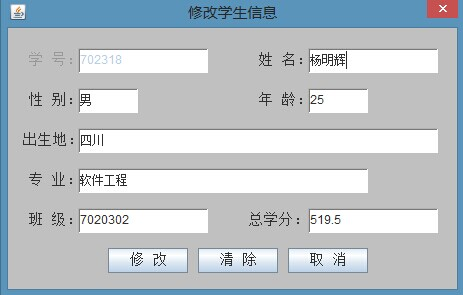 修改学生信息
学 号:702318 姓 名:杨明辉
性 别:男 年 龄:25
出生地:四川
专 业:软件工程
班 级:7020302 总学分:519.5
修 改 清 除 取 消